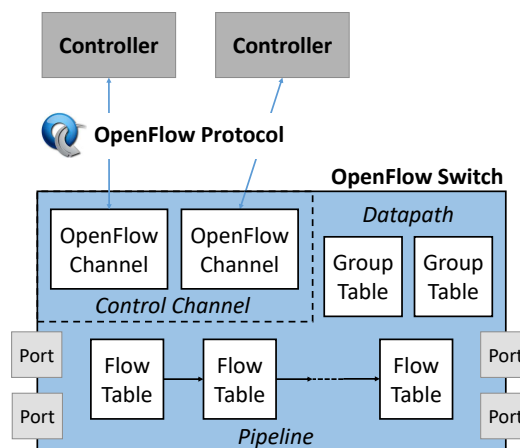 Controller
Controller
OpenFlow Protocol
OpenFlow Switch
OpenFlow
Channel
OpenFlow
Channel
Control Channel
Datapath
Group
Table
Group
Table
Port
Port
Flow
Table
Flow
Table
Flow
Table
Port
Port
Pipeline